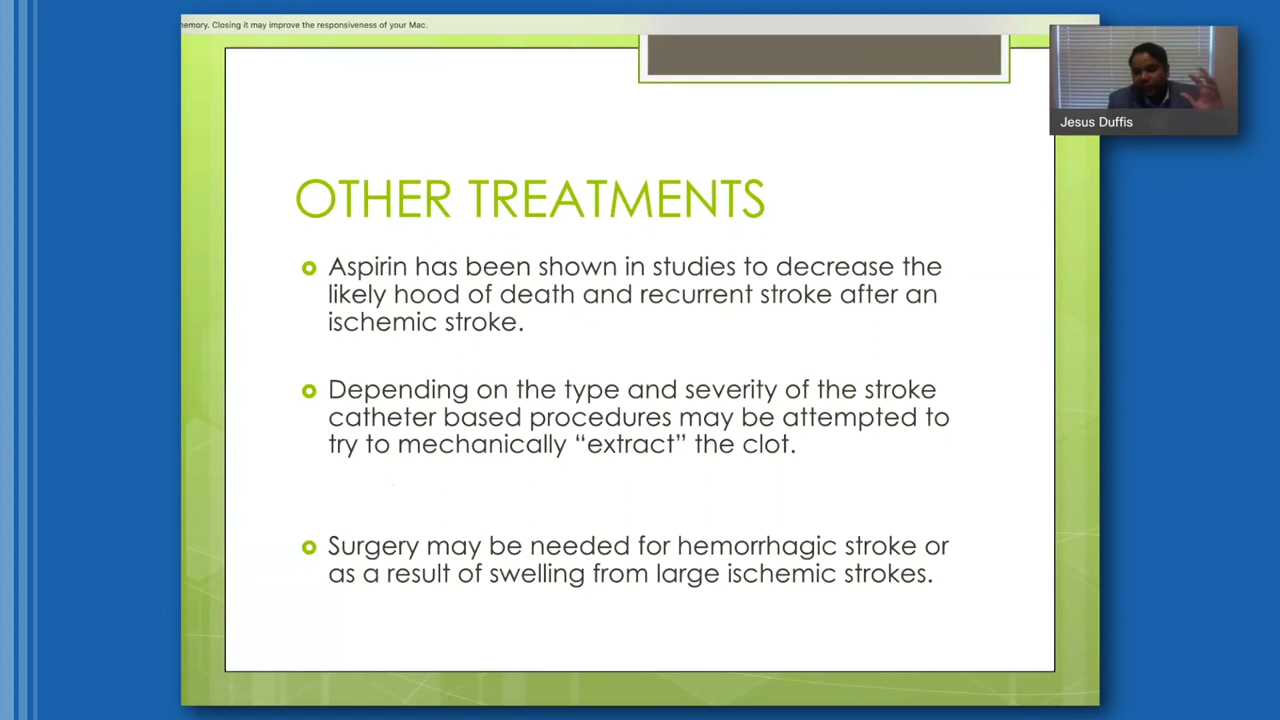 memory. Closing it may improve the responsiveness of your Mac.
Jesus Duffis
OTHER TREATMENTS
Aspirin has been shown in studies to decrease the
likely hood of death and recurrent stroke after an
ischemic stroke.
Depending on the type and severity of the stroke
catheter based procedures may be attempted to
try to mechanically “extract” the clot.
Surgery may be needed for hemorrhagic stroke or
as a result of swelling from large ischemic strokes.